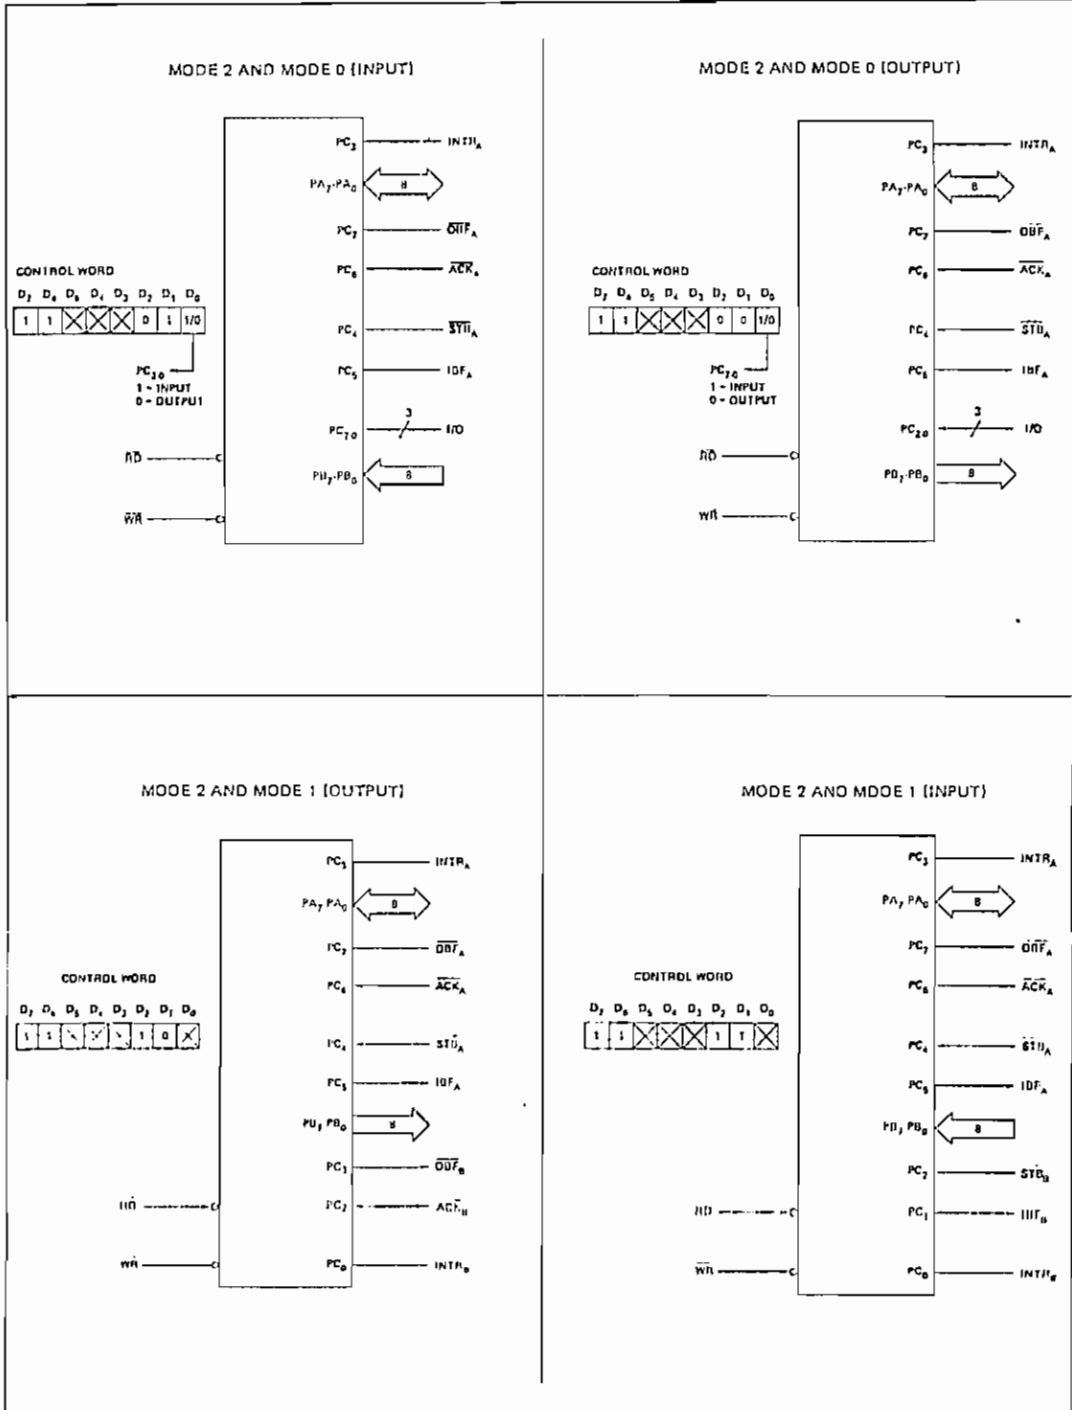 MODE 2 AND MODE 0 (INPUT)
PC3 INTRA
PA7-PA0 8
PC7 OBFA
PC6 ACKA
CONTROL WORD
D7 D6 D5 D4 D3 D2 D1 D0
1 1 X X X 0 1 1/0
PC4 STBA
PC2-0
1 - INPUT
0 - OUTPUT
PC5 IBFA
PC2-0 3 I/O
RD
PB7-PB0 8
WR
MODE 2 AND MODE 0 (OUTPUT)
PC3 INTRA
PA7-PA0 8
PC7 OBFA
PC6 ACKA
CONTROL WORD
D7 D6 D5 D4 D3 D2 D1 D0
1 1 X X X 0 0 1/0
PC4 STBA
PC2-0
1 - INPUT
0 - OUTPUT
PC5 IBFA
PC2-0 3 I/O
RD
PB7-PB0 8
WR
MODE 2 AND MODE 1 (OUTPUT)
PC3 INTRA
PA7-PA0 8
PC7 OBFA
CONTROL WORD
PC6 ACKA
D7 D6 D5 D4 D3 D2 D1 D0
1 1 X X X 1 0 X
PC4 STBA
PC5 IBFA
PB7-PB0 8
PC1 OBFB
RD
PC2 ACKB
WR
PC0 INTRB
MODE 2 AND MODE 1 (INPUT)
PC3 INTRA
PA7-PA0 8
PC7 OBFA
CONTROL WORD
PC6 ACKA
D7 D6 D5 D4 D3 D2 D1 D0
1 1 X X X 1 1 X
PC4 STBA
PC5 IBFA
PB7-PB0 8
PC2 STBB
RD
PC1 IBFB
WR
PC0 INTRB